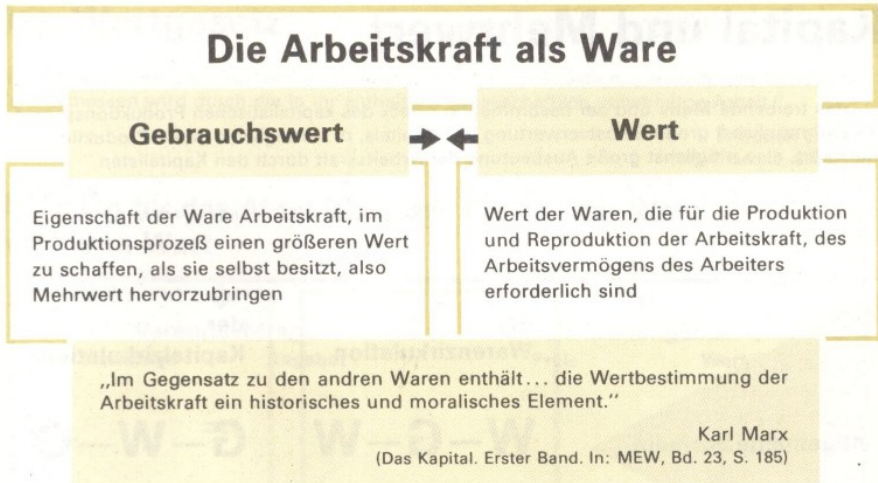 Die Arbeitskraft als Ware
Gebrauchswert
Wert
Eigenschaft der Ware Arbeitskraft, im
Produktionsprozeß einen größeren Wert
zu schaffen, als sie selbst besitzt, also
Mehrwert hervorzubringen
Wert der Waren, die für die Produktion
und Reproduktion der Arbeitskraft, des
Arbeitsvermögens des Arbeiters
erforderlich sind
„Im Gegensatz zu den andren Waren enthält... die Wertbestimmung der
Arbeitskraft ein historisches und moralisches Element.“
Karl Marx
(Das Kapital. Erster Band. In: MEW, Bd. 23, S. 185)